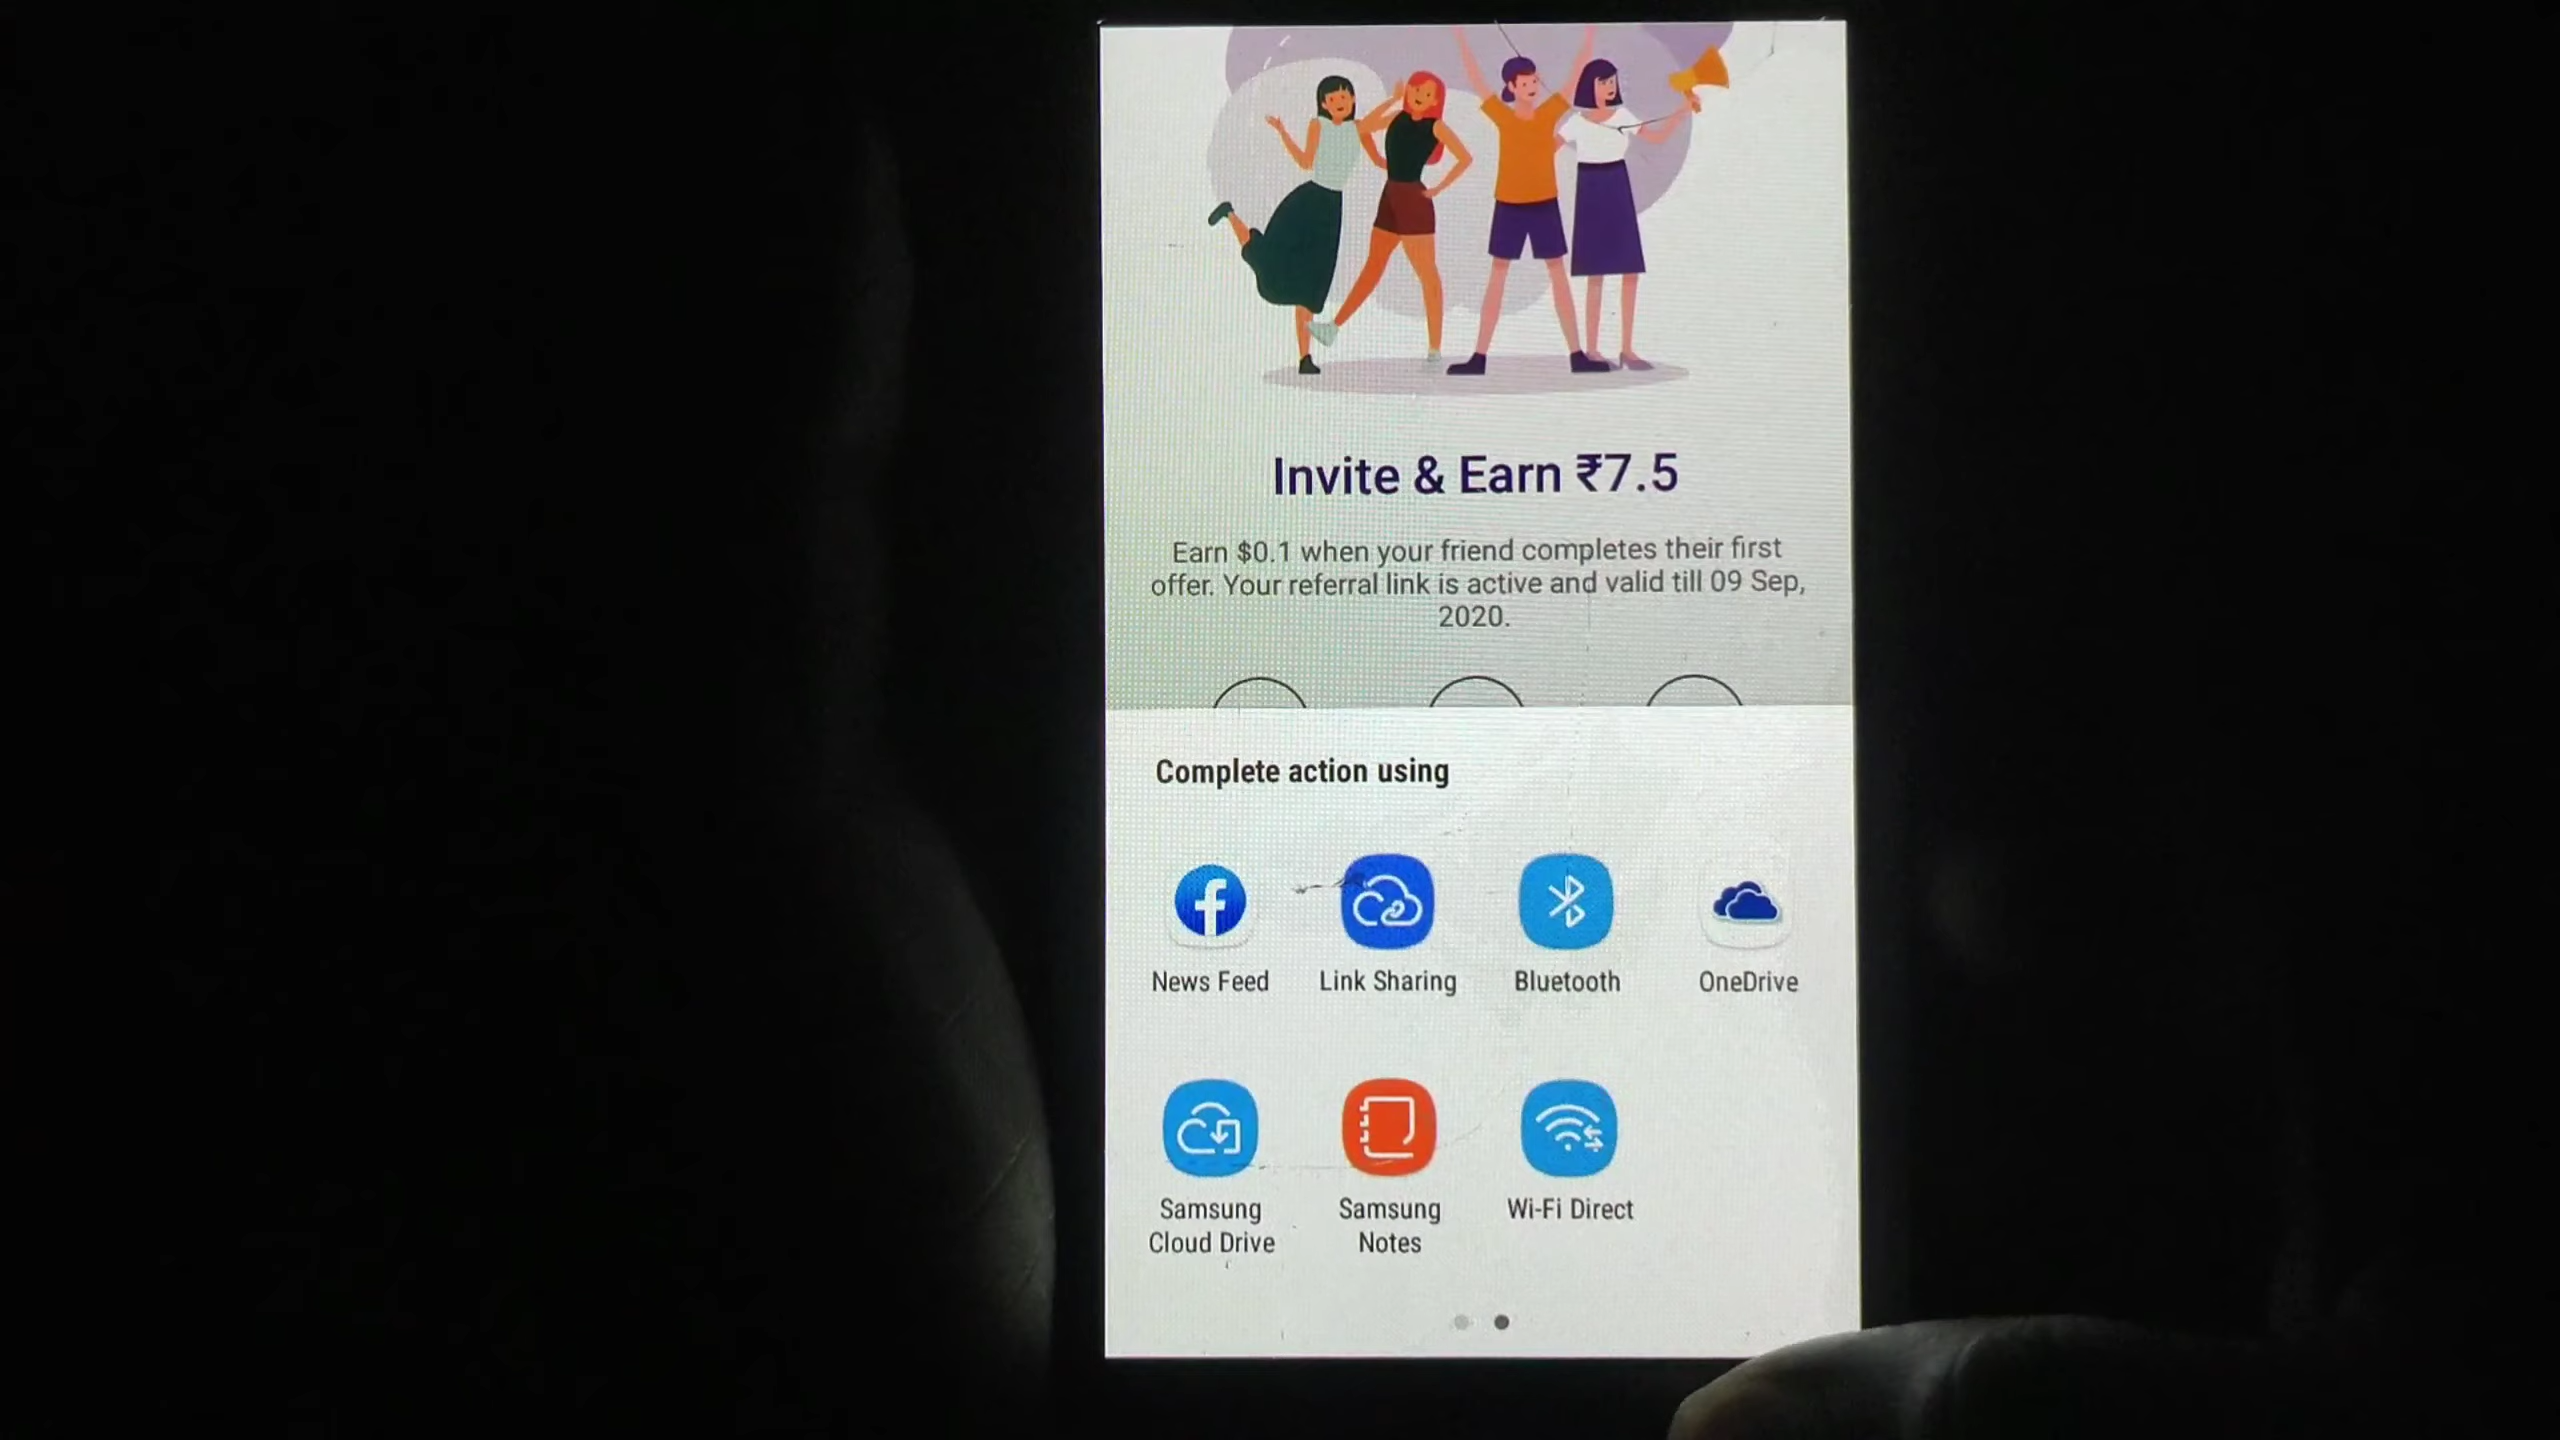 Invite & Earn ₹7.5
Earn $0.1 when your friend completes their first
offer. Your referral link is active and valid till 09 Sep,
2020.
Complete action using
News Feed
Link Sharing
Bluetooth
OneDrive
Samsung
Cloud Drive
Samsung
Notes
Wi-Fi Direct